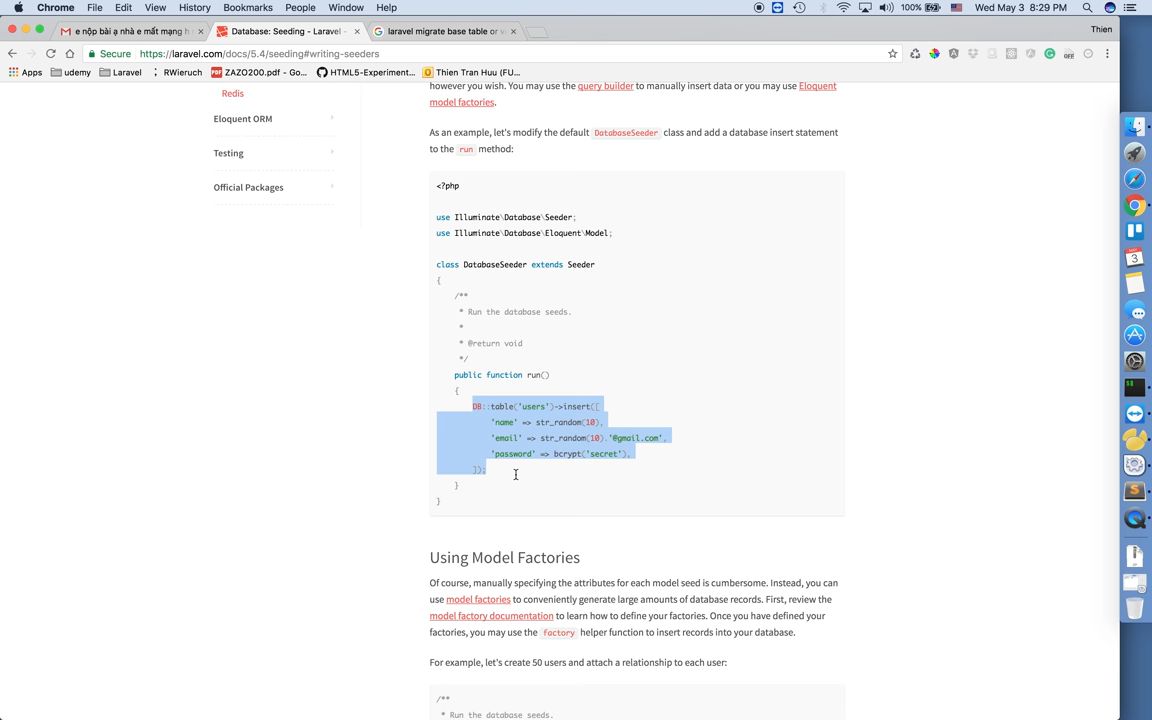 Chrome File Edit View History Bookmarks People Window Help 100% Wed May 3 8:29 PM
e nộp bài ạ nhà e mất mạng h × Database: Seeding - Laravel - × laravel migrate base table or vi × Thien
Secure https://laravel.com/docs/5.4/seeding#writing-seeders
Apps udemy Laravel RWieruch ZAZO200.pdf - Go... HTML5-Experiment... Thien Tran Huu (FU...
Redis
Eloquent ORM
Testing
Official Packages
however you wish. You may use the query builder to manually insert data or you may use Eloquent
model factories.
As an example, let's modify the default DatabaseSeeder class and add a database insert statement
to the run method:
<?php
use Illuminate\Database\Seeder;
use Illuminate\Database\Eloquent\Model;
class DatabaseSeeder extends Seeder
{
/**
* Run the database seeds.
*
* @return void
*/
public function run()
{
DB::table('users')->insert([
'name' => str_random(10),
'email' => str_random(10).'@gmail.com',
'password' => bcrypt('secret'),
]);
}
}
Using Model Factories
Of course, manually specifying the attributes for each model seed is cumbersome. Instead, you can
use model factories to conveniently generate large amounts of database records. First, review the
model factory documentation to learn how to define your factories. Once you have defined your
factories, you may use the factory helper function to insert records into your database.
For example, let's create 50 users and attach a relationship to each user:
/**
* Run the database seeds.